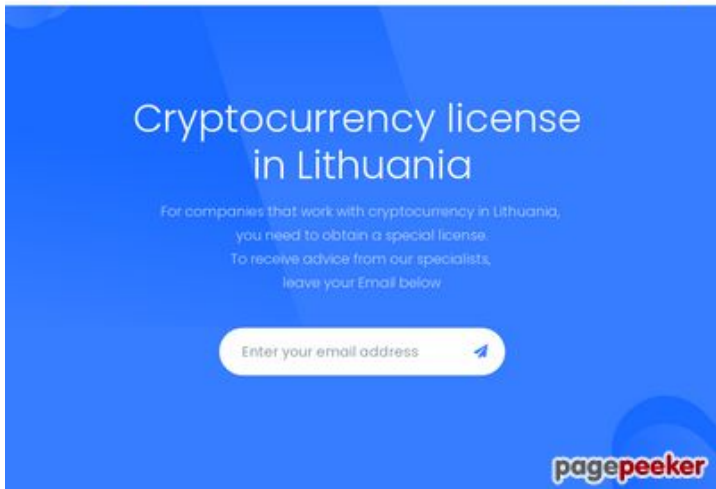 Cryptocurrency license
in Lithuania
For companies that work with cryptocurrency in Lithuania,
you need to obtain a special license.
To receive advice from our specialists,
leave your Email below
Enter your email address
pagepeeker